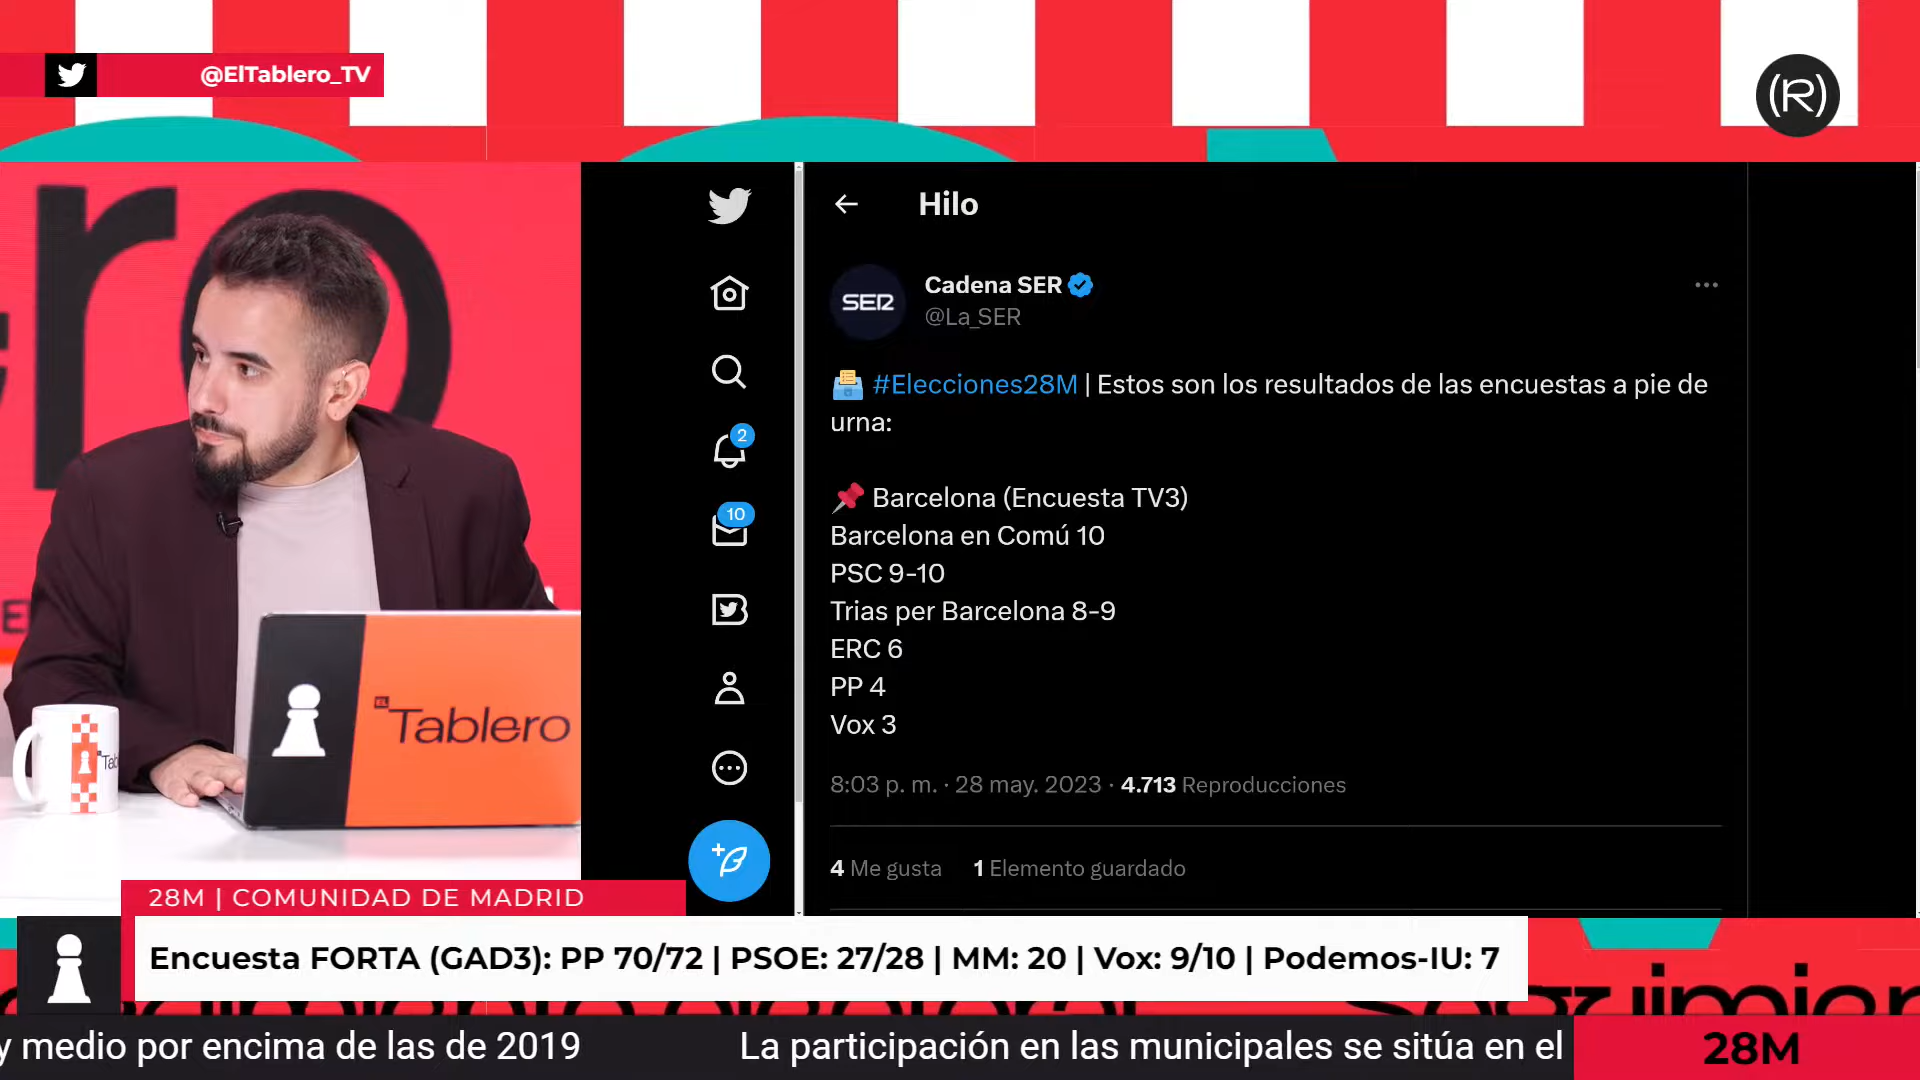 @ElTablero_TV
(R)
ro
Hilo
SER
Cadena SER
@La_SER
#Elecciones28M | Estos son los resultados de las encuestas a pie de
urna:
Barcelona (Encuesta TV3)
Barcelona en Comú 10
PSC 9-10
Trias per Barcelona 8-9
ERC 6
PP 4
Vox 3
8:03 p. m. · 28 may. 2023 · 4.713 Reproducciones
4 Me gusta 1 Elemento guardado
2
10
EL
Tablero
28M | COMUNIDAD DE MADRID
Encuesta FORTA (GAD3): PP 70/72 | PSOE: 27/28 | MM: 20 | Vox: 9/10 | Podemos-IU: 7
y medio por encima de las de 2019
La participación en las municipales se sitúa en el
28M